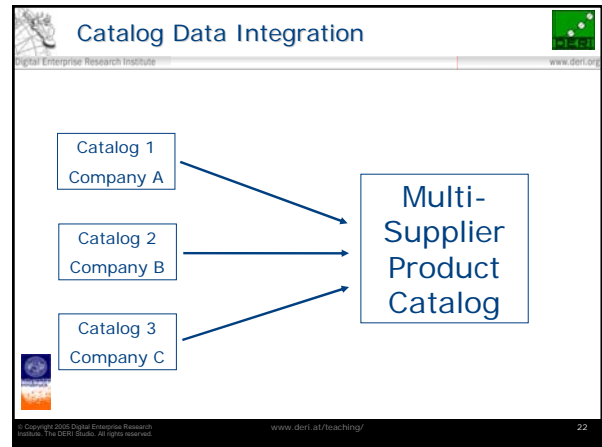 Catalog Data Integration
DERI
Digital Enterprise Research Institute
www.deri.org
Catalog 1
Company A
Catalog 2
Company B
Catalog 3
Company C
Multi-
Supplier
Product
Catalog
© Copyright 2005 Digital Enterprise Research
Institute. The DERI Studio. All rights reserved.
www.deri.at/teaching/
22